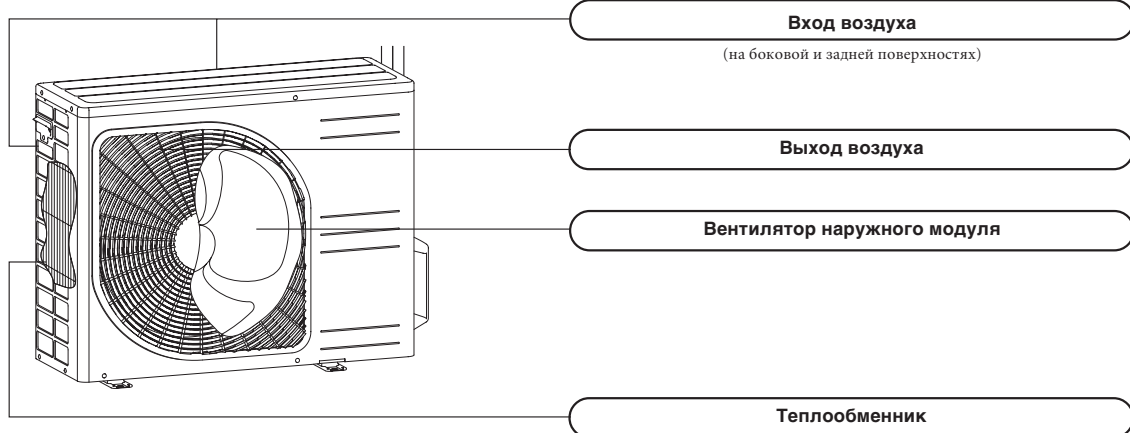 Вход воздуха
(на боковой и задней поверхностях)
Выход воздуха
Вентилятор наружного модуля
Теплообменник